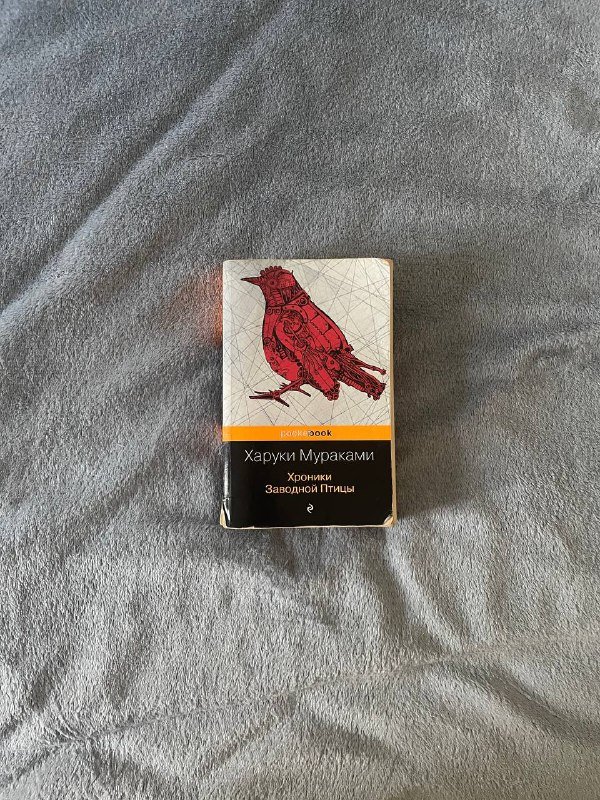 pocketbook
Харуки Мураками
Хроники
Заводной Птицы